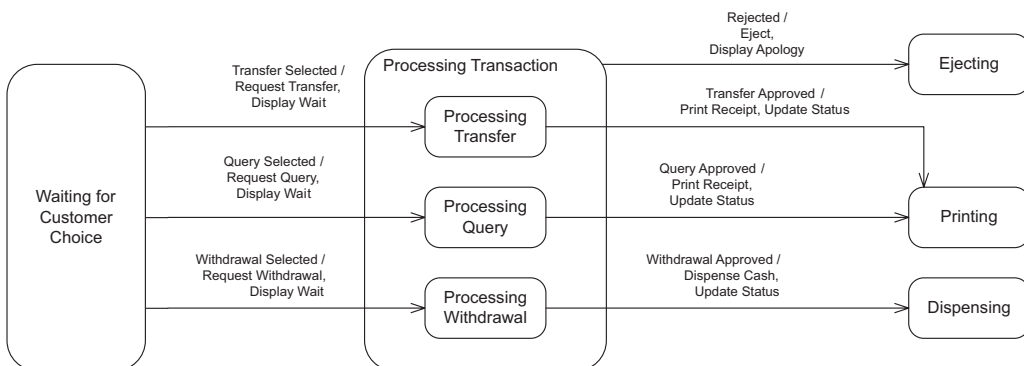 Rejected /
Eject,
Display Apology
Ejecting
Processing Transaction
Transfer Selected /
Request Transfer,
Display Wait
Processing
Transfer
Transfer Approved /
Print Receipt, Update Status
Waiting for
Customer
Choice
Query Selected /
Request Query,
Display Wait
Processing
Query
Query Approved /
Print Receipt,
Update Status
Printing
Withdrawal Selected /
Request Withdrawal,
Display Wait
Processing
Withdrawal
Withdrawal Approved /
Dispense Cash,
Update Status
Dispensing